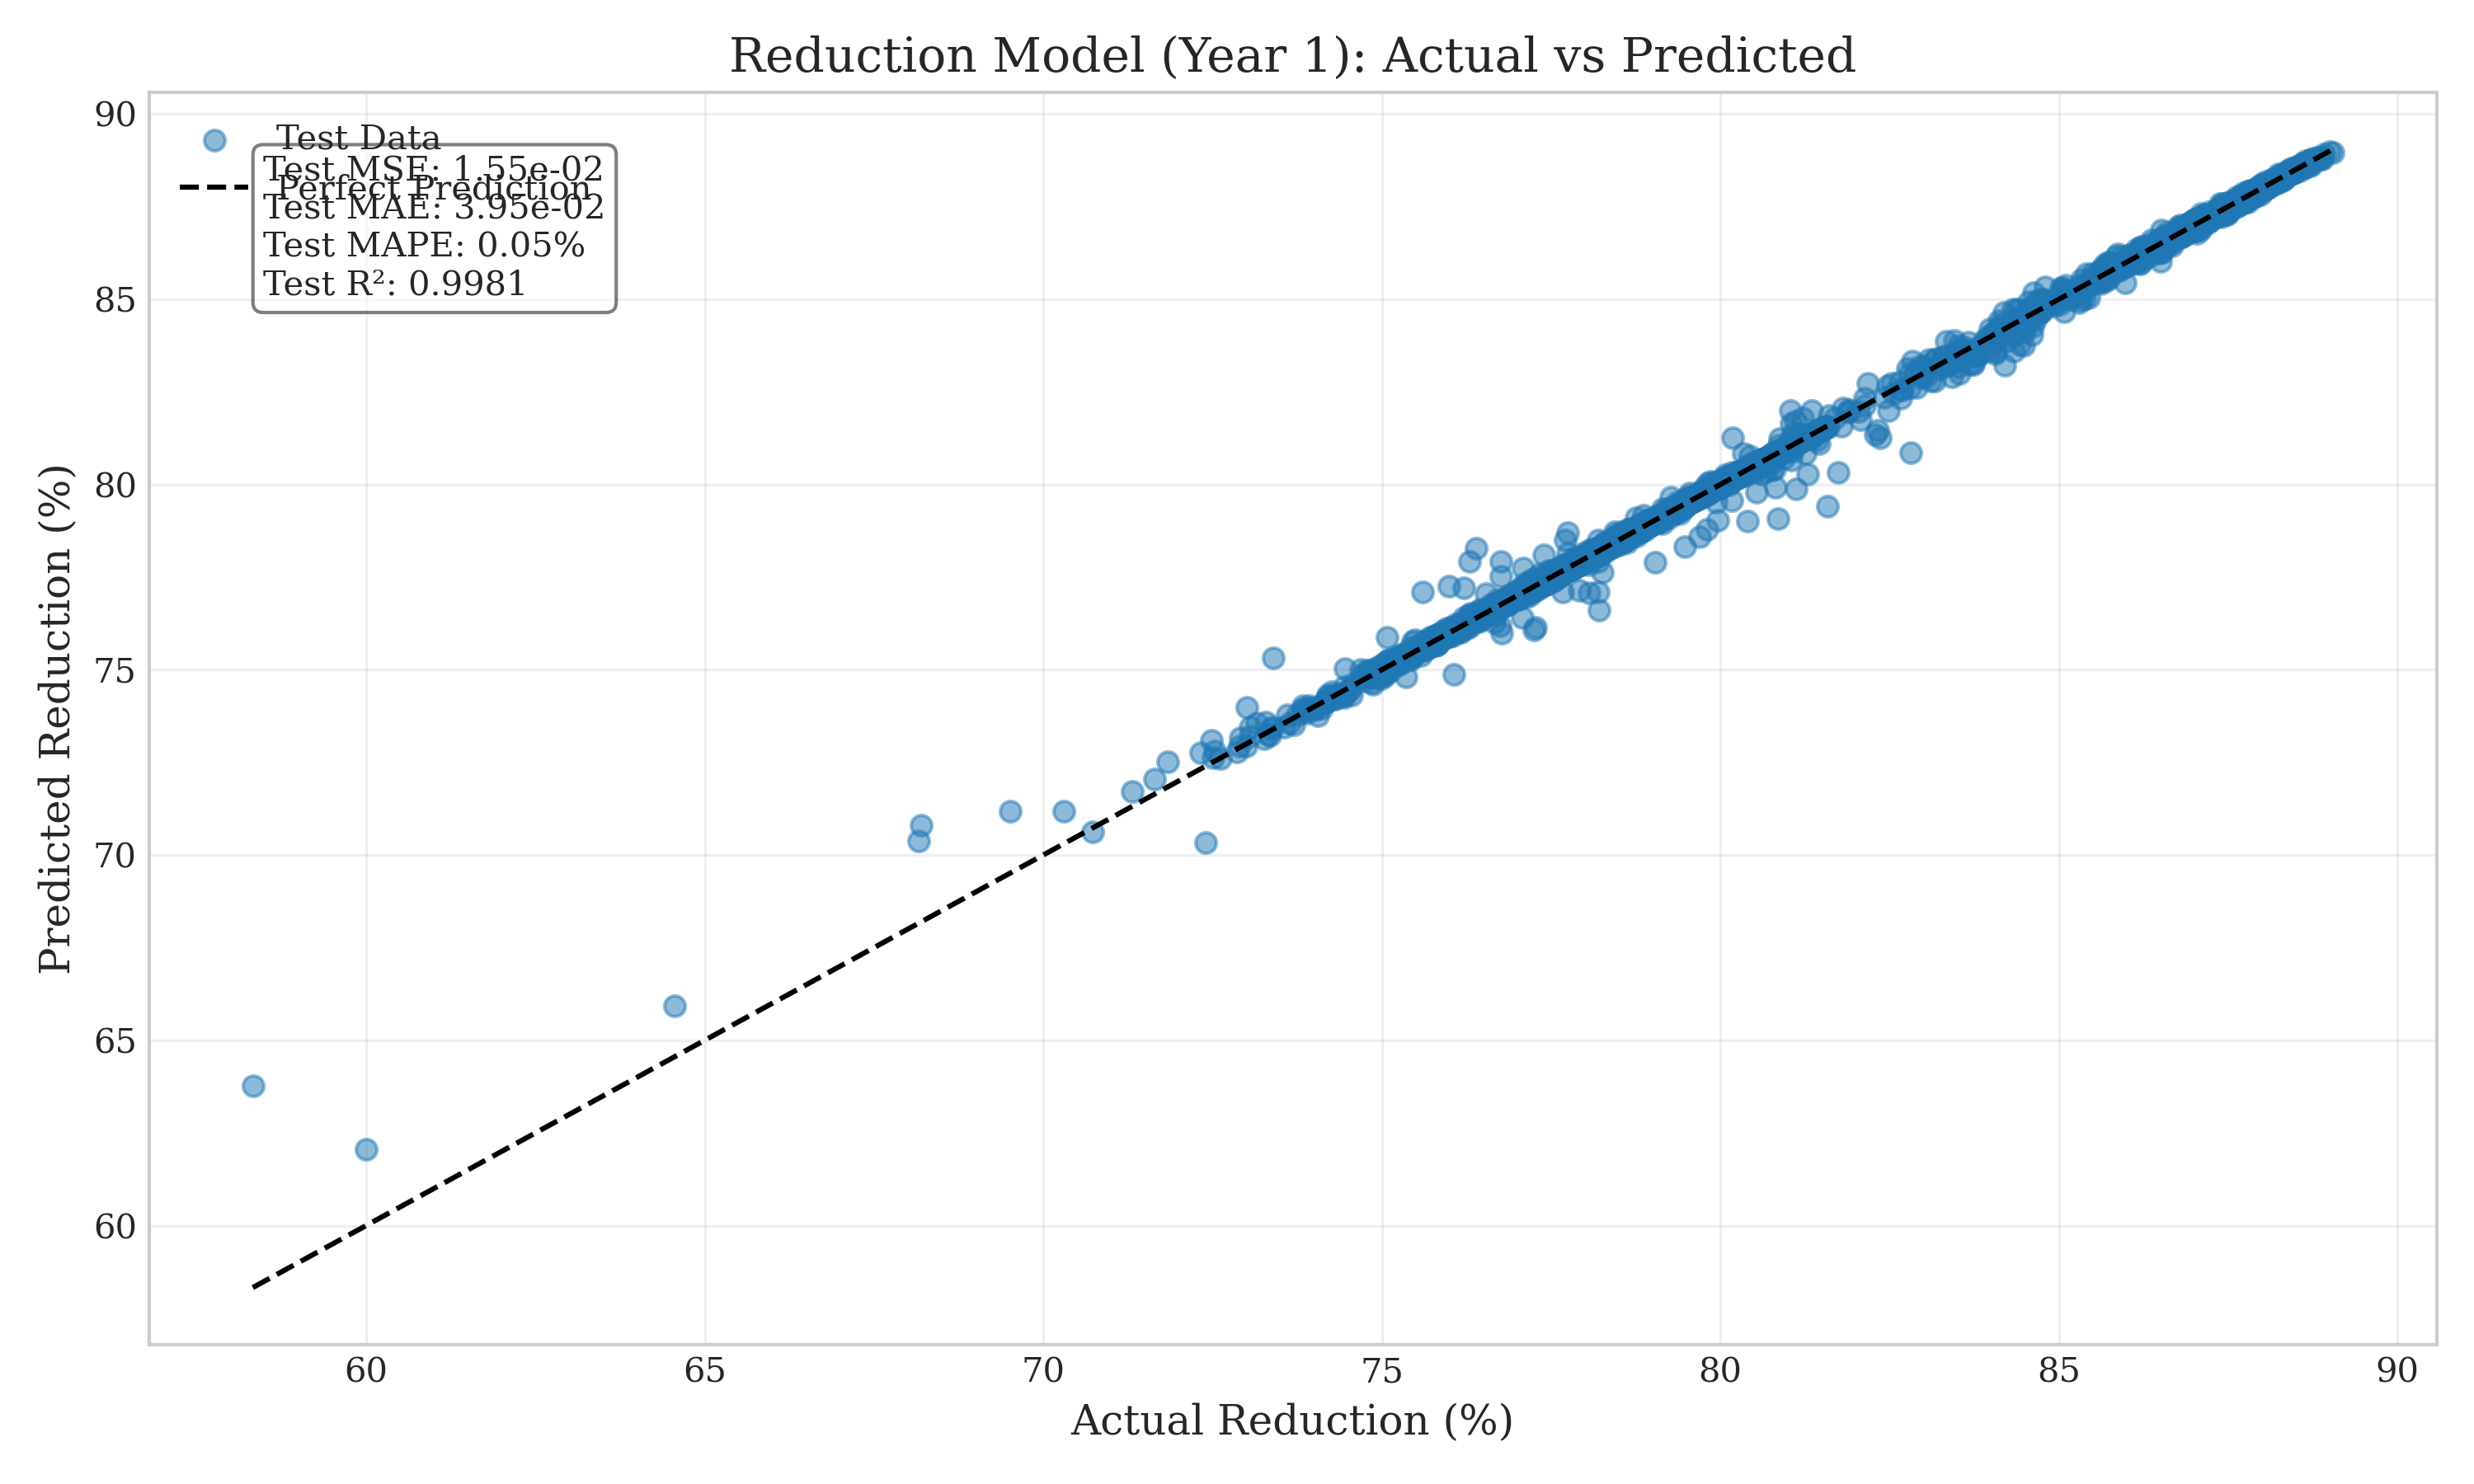 Reduction Model (Year 1): Actual vs Predicted
Test Data
Perfect Prediction
Test MSE: 1.55e-02
Test MAE: 3.95e-02
Test MAPE: 0.05%
Test R²: 0.9981
Predicted Reduction (%)
90
85
80
75
70
65
60
60
65
70
75
80
85
90
Actual Reduction (%)